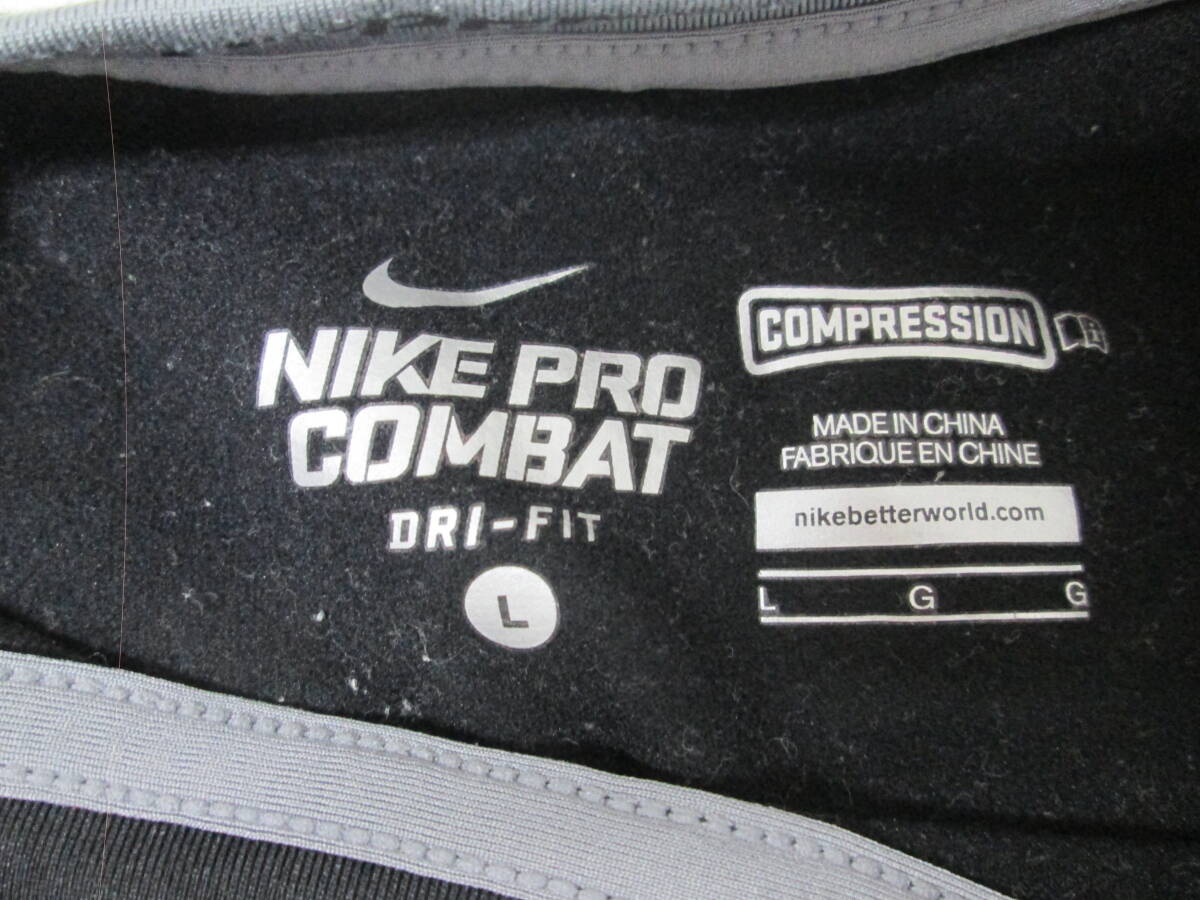 NIKE PRO
COMBAT
DRI-FIT
L
COMPRESSION
MADE IN CHINA
FABRIQUE EN CHINE
nikebetterworld.com
L G G